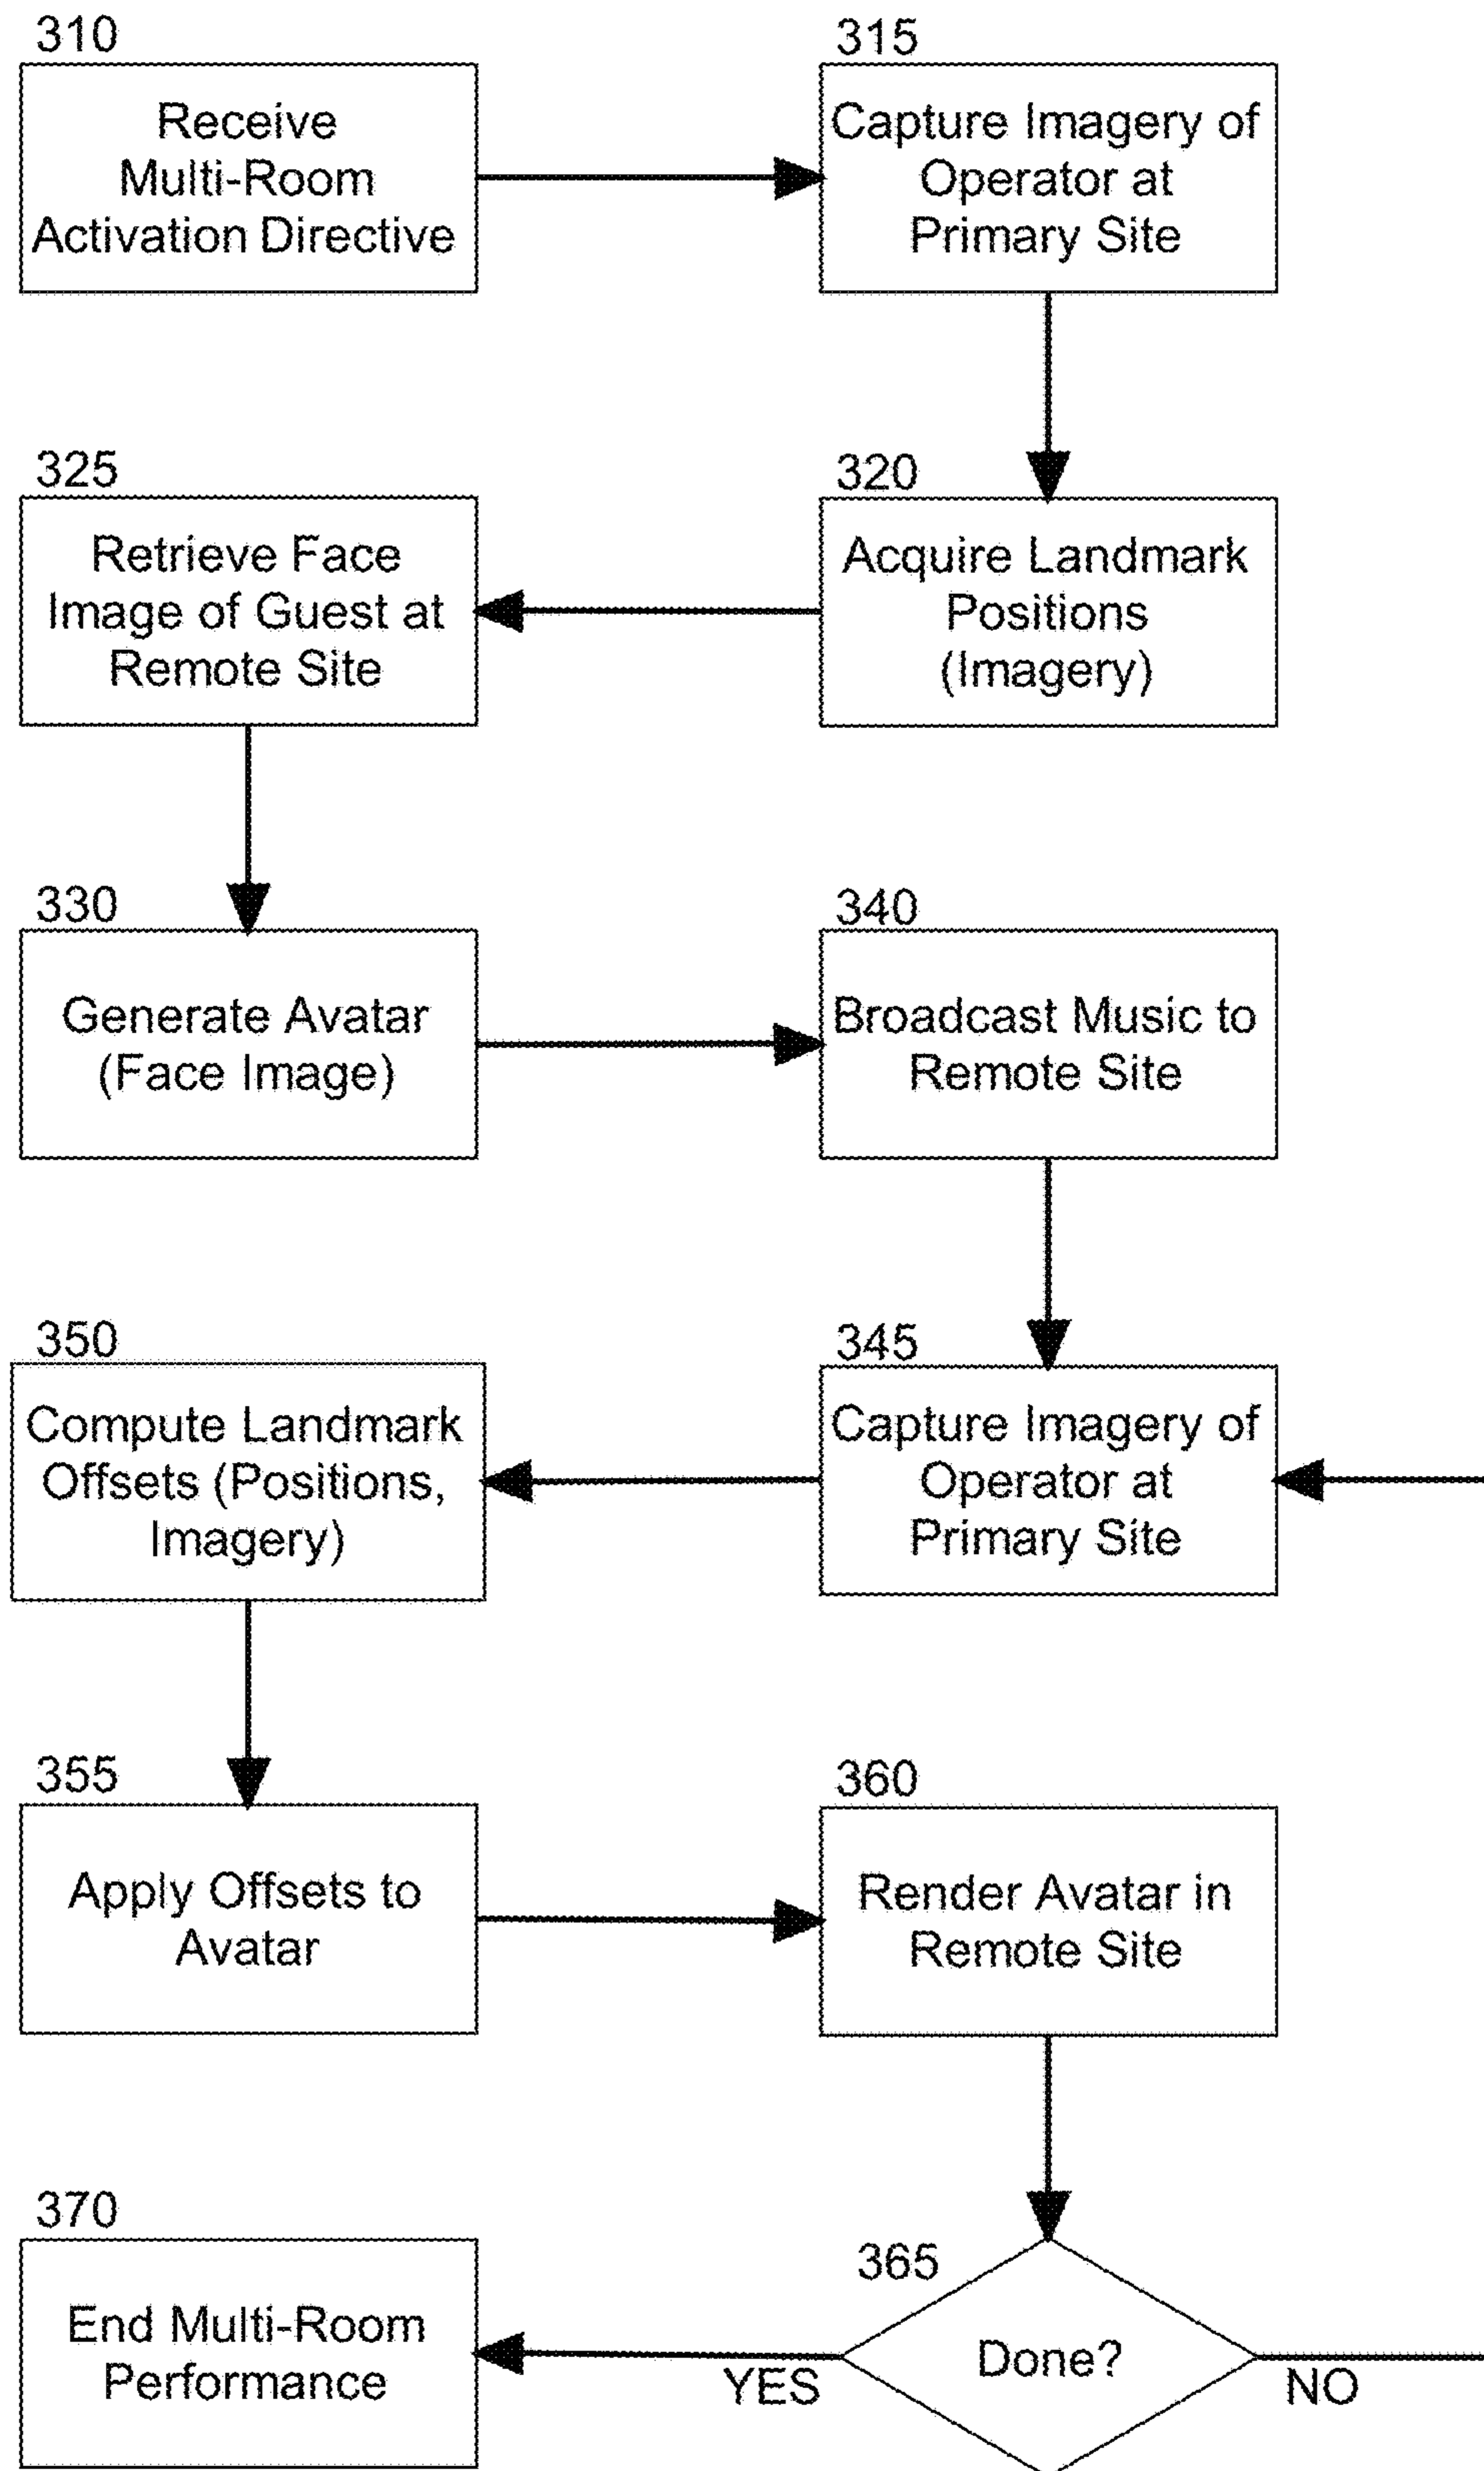 310
Receive
Multi-Room
Activation Directive
315
Capture Imagery of
Operator at
Primary Site
320
Acquire Landmark
Positions
(Imagery)
325
Retrieve Face
Image of Guest at
Remote Site
330
Generate Avatar
(Face Image)
340
Broadcast Music to
Remote Site
345
Capture Imagery of
Operator at
Primary Site
350
Compute Landmark
Offsets (Positions,
Imagery)
355
Apply Offsets to
Avatar
360
Render Avatar in
Remote Site
365
Done?
YES
NO
370
End Multi-Room
Performance